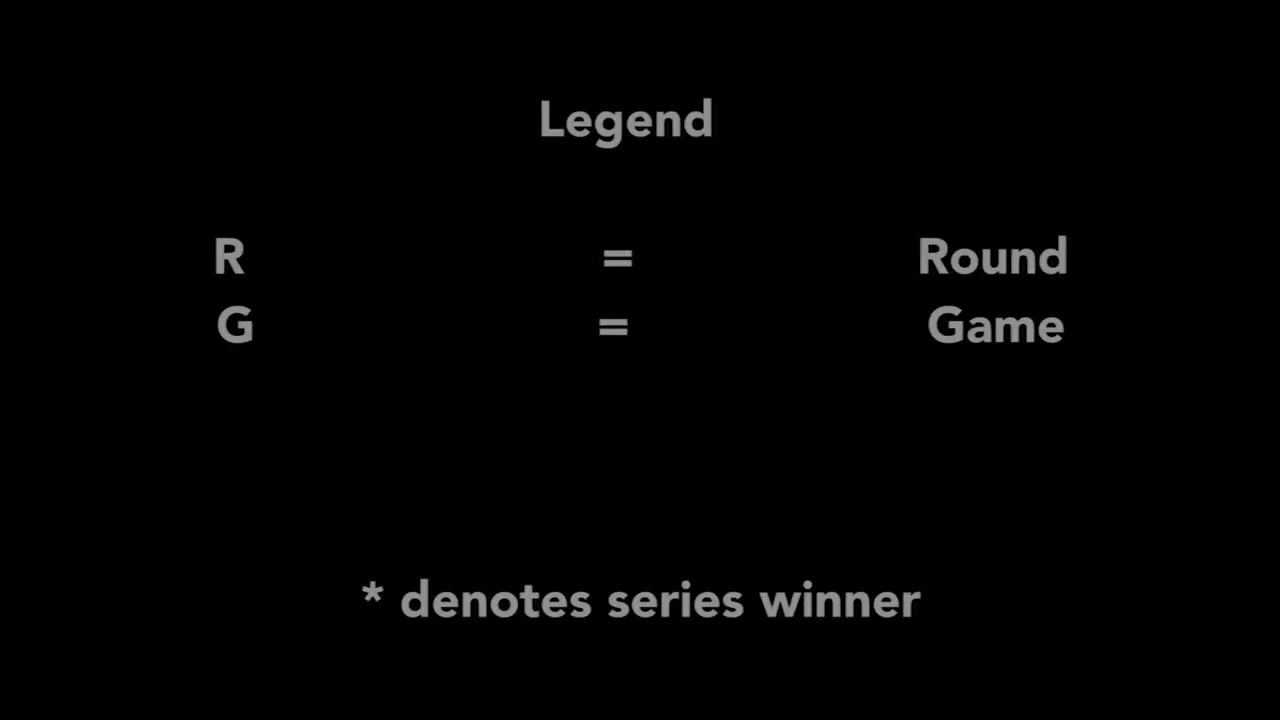 Legend
R = Round
G = Game
* denotes series winner